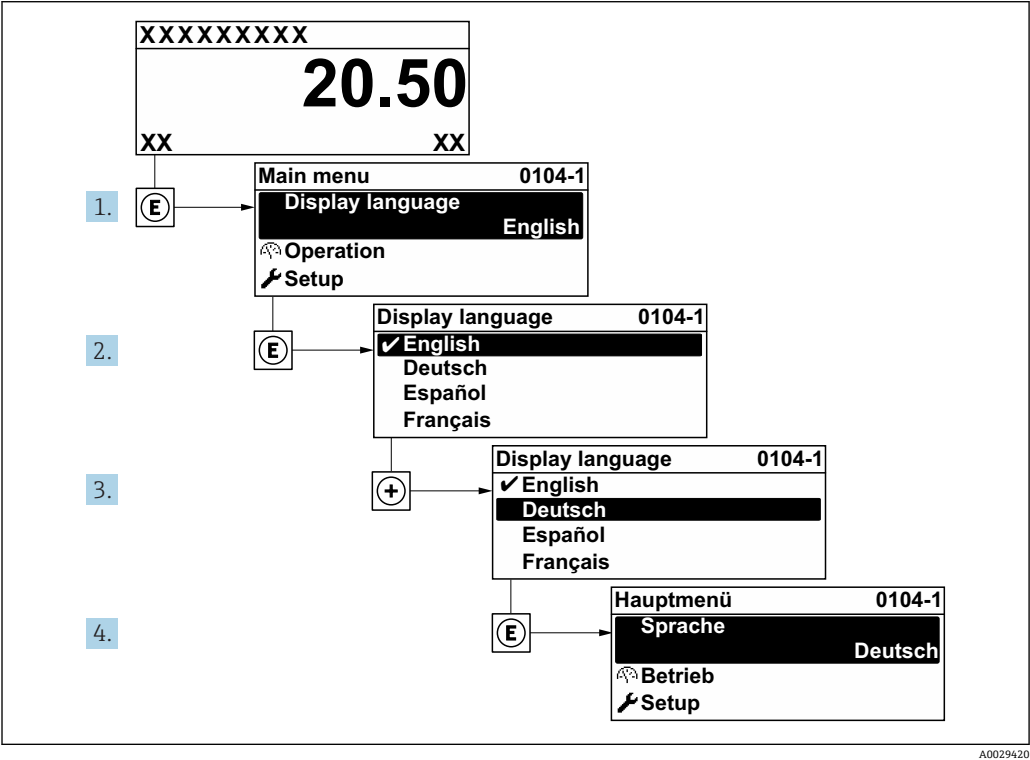 XXXXXXXXX
20.50
XX XX
1. E
Main menu 0104-1
Display language
English
Operation
Setup
2. E
Display language 0104-1
✔English
Deutsch
Español
Français
3. +
Display language 0104-1
✔English
Deutsch
Español
Français
4. E
Hauptmenü 0104-1
Sprache
Deutsch
Betrieb
Setup
A0029420